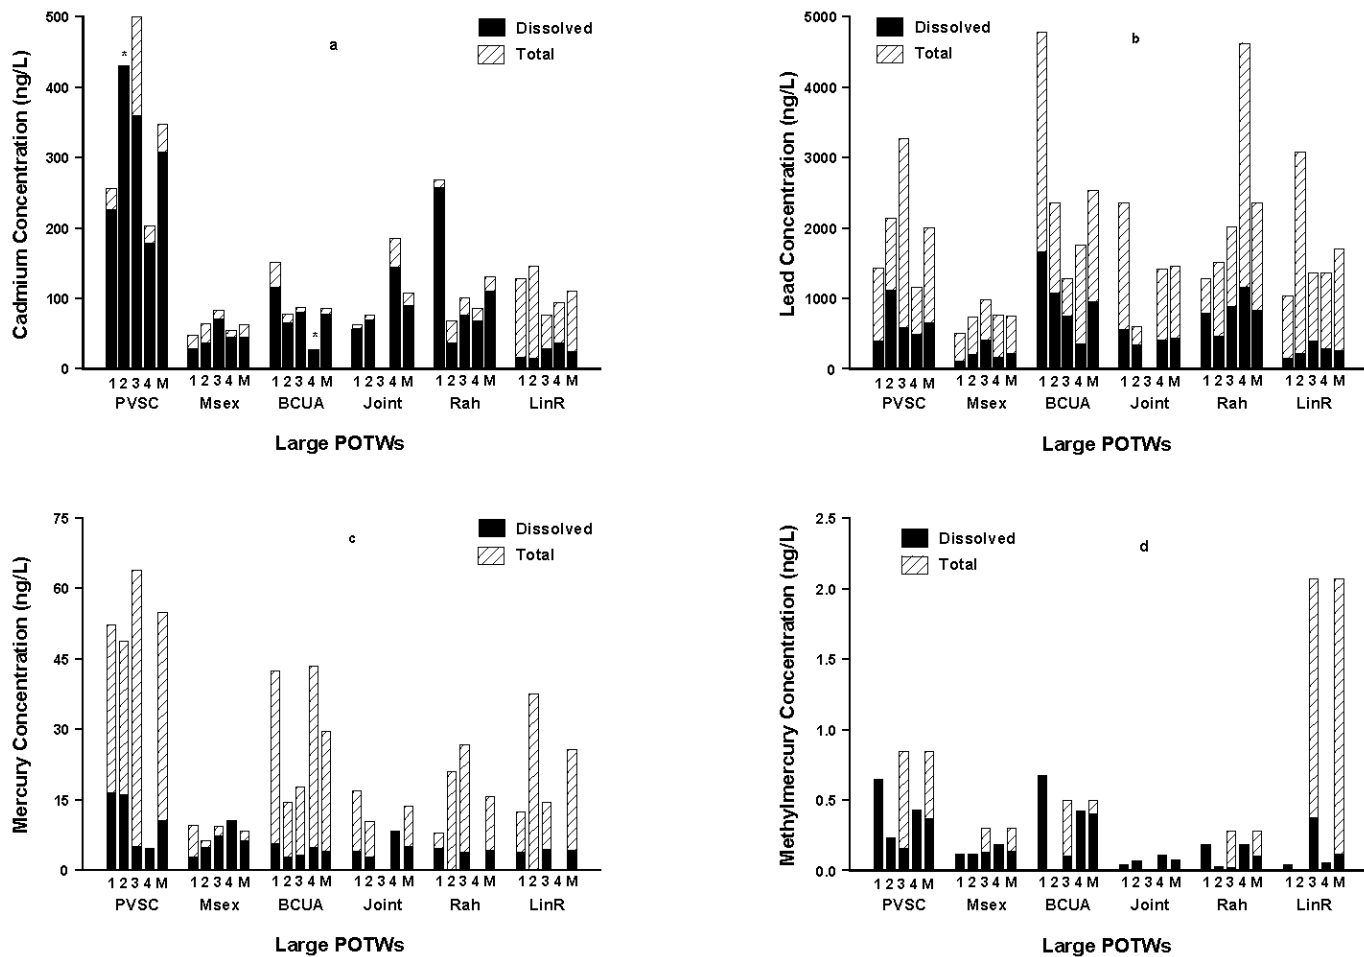 Cadmium Concentration (ng/L)
500
400
300
200
100
0
a
Dissolved
Total
*
*
1 2 3 4 M 1 2 3 4 M 1 2 3 4 M 1 2 3 4 M 1 2 3 4 M 1 2 3 4 M
PVSC Msex BCUA Joint Rah LinR
Large POTWs
Lead Concentration (ng/L)
5000
4000
3000
2000
1000
0
Dissolved
Total
b
1 2 3 4 M 1 2 3 4 M 1 2 3 4 M 1 2 3 4 M 1 2 3 4 M 1 2 3 4 M
PVSC Msex BCUA Joint Rah LinR
Large POTWs
Mercury Concentration (ng/L)
75
60
45
30
15
0
c
Dissolved
Total
1 2 3 4 M 1 2 3 4 M 1 2 3 4 M 1 2 3 4 M 1 2 3 4 M 1 2 3 4 M
PVSC Msex BCUA Joint Rah LinR
Large POTWs
Methylmercury Concentration (ng/L)
2.5
2.0
1.5
1.0
0.5
0.0
Dissolved
Total
d
1 2 3 4 M 1 2 3 4 M 1 2 3 4 M 1 2 3 4 M 1 2 3 4 M 1 2 3 4 M
PVSC Msex BCUA Joint Rah LinR
Large POTWs